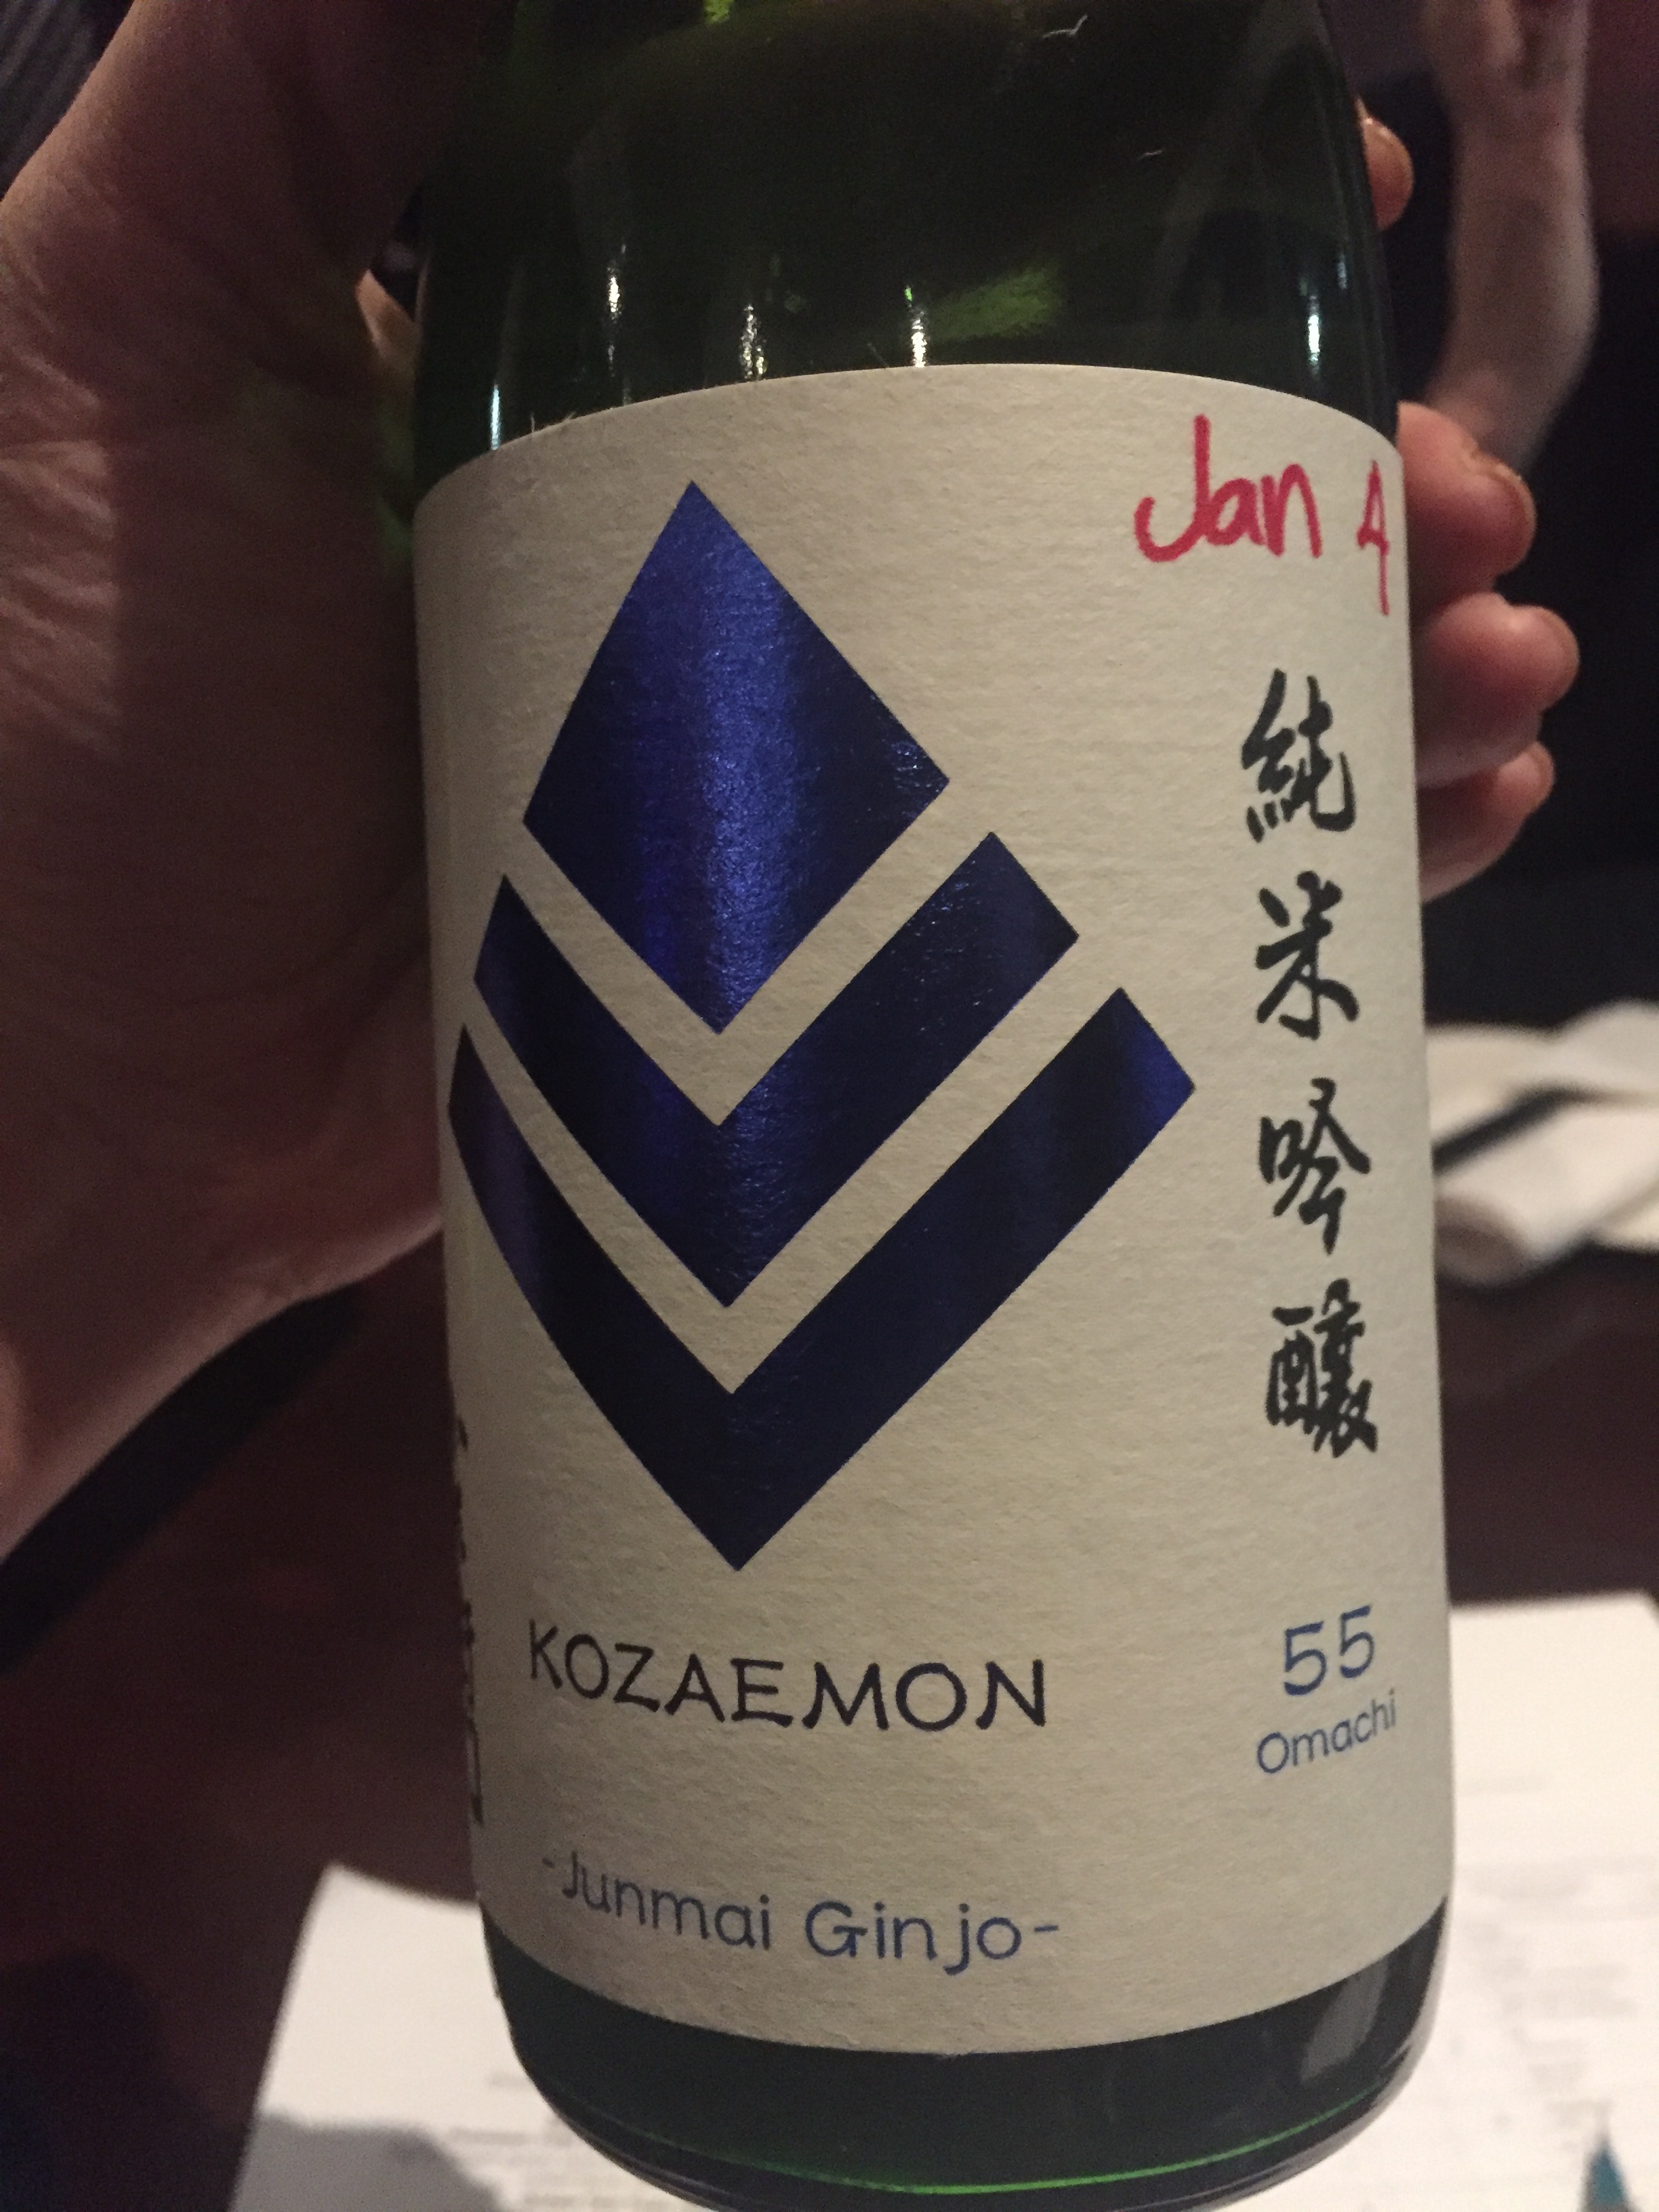 Jan 4
純米吟醸
KOZAEMON
55
Omachi
-Junmai Ginjo-